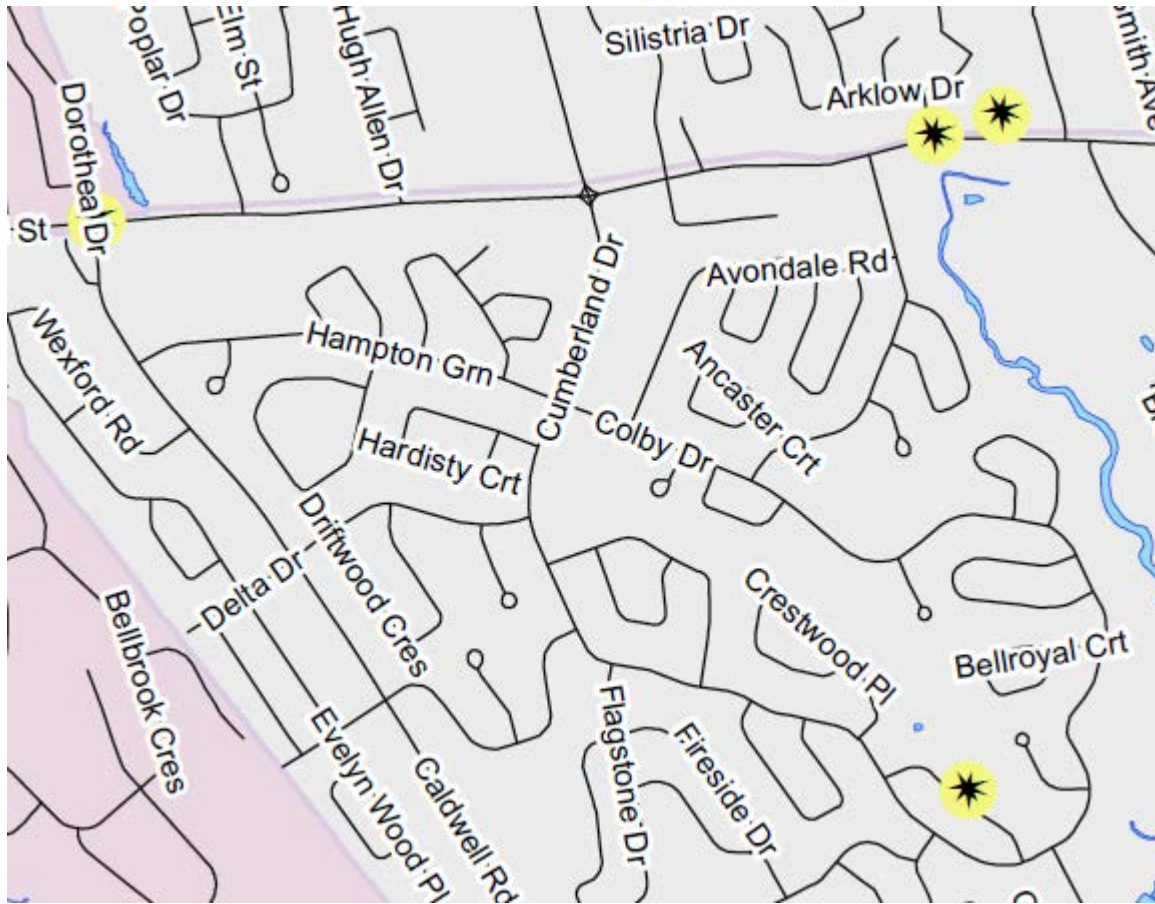 Poplar Dr
Elm St
Hugh Allen Dr
Silistria Dr
Smith Ave
Arklow Dr
Dorothea Dr
St
Cumberland Dr
Avondale Rd
Wexford Rd
Hampton Grn
Ancaster Crt
Colby Dr
Hardisty Crt
Driftwood Cres
Delta Dr
Crestwood Pl
Bellbrook Cres
Bellroyal Crt
Flagstone Dr
Fireside Dr
Evelyn Wood Pl
Caldwell Rd